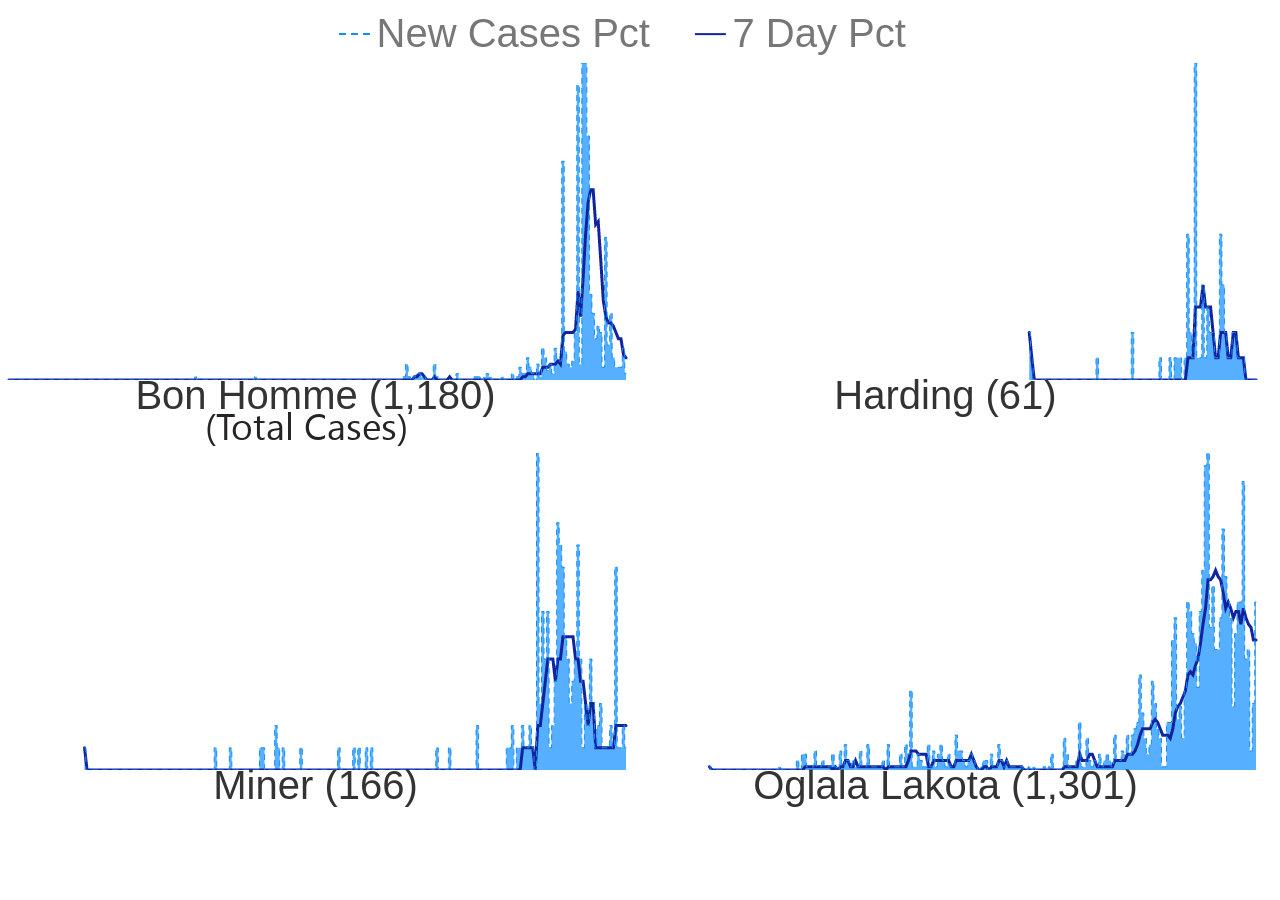 New Cases Pct 7 Day Pct
Bon Homme (1,180) Harding (61)
(Total Cases)
Miner (166) Oglala Lakota (1,301)